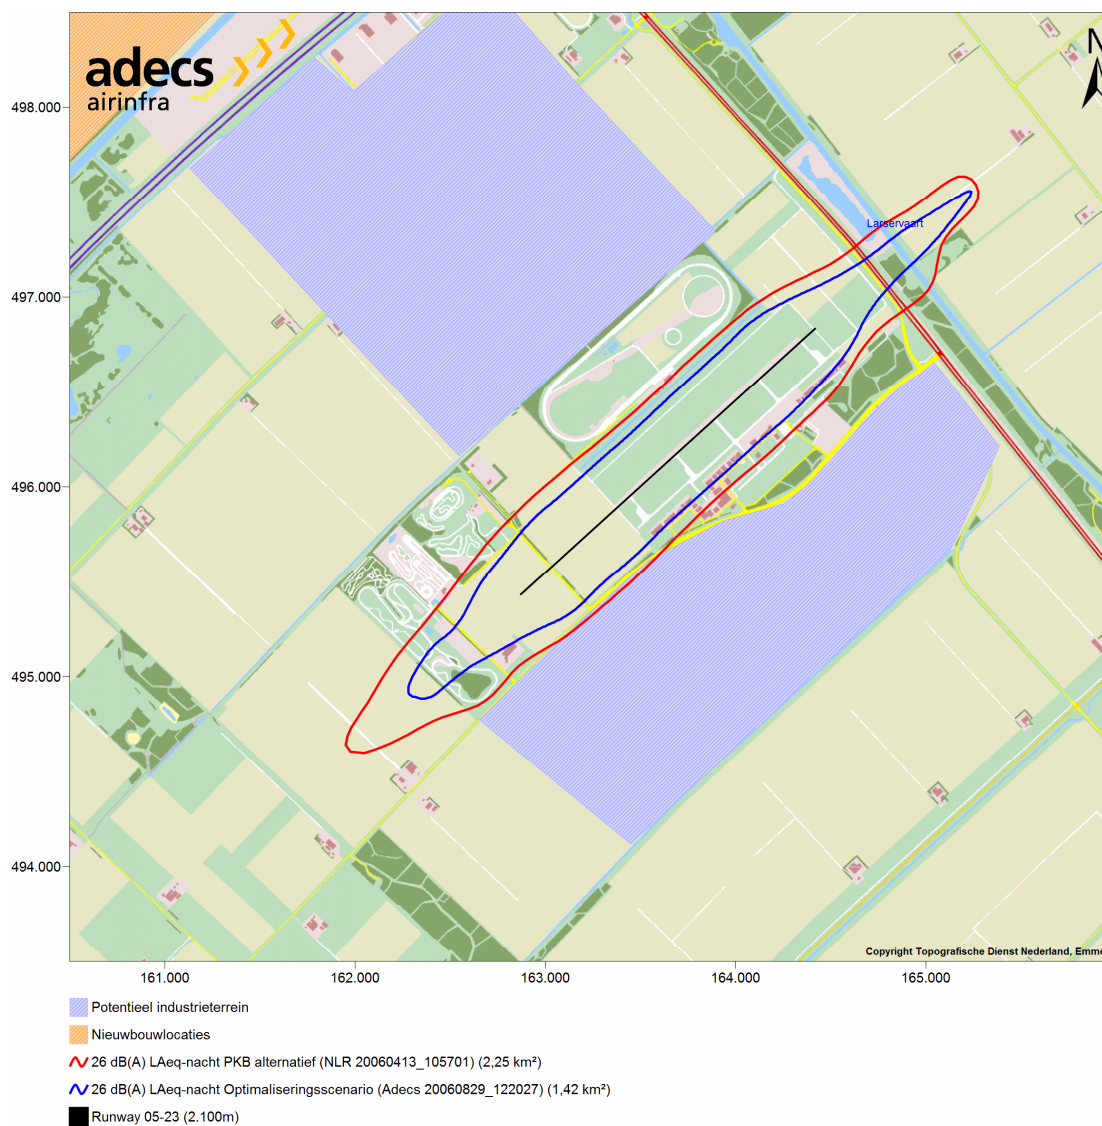 adecs
airinfra
N
498.000
497.000
496.000
495.000
494.000
Larservaart
Copyright Topografische Dienst Nederland, Emme
161.000
162.000
163.000
164.000
165.000
Potentieel industrieterrein
Nieuwbouwlocaties
26 dB(A) LAeq-nacht PKB alternatief (NLR 20060413_105701) (2,25 km²)
26 dB(A) LAeq-nacht Optimaliseringsscenario (Adecs 20060829_122027) (1,42 km²)
Runway 05-23 (2.100m)